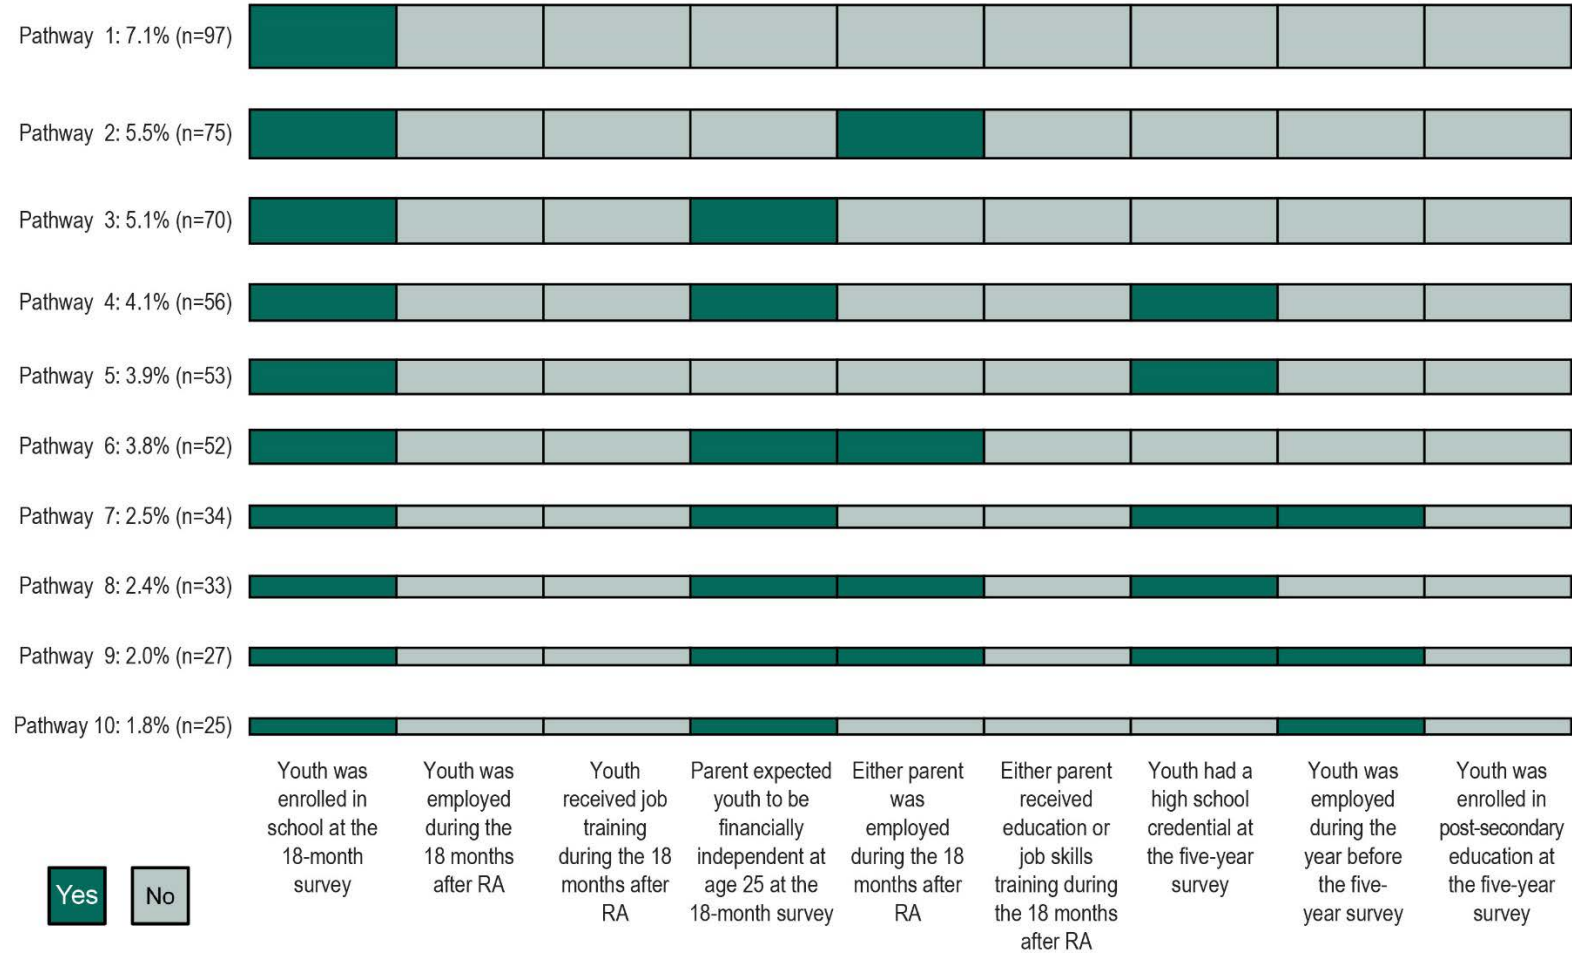 Pathway 1: 7.1% (n=97)
Pathway 2: 5.5% (n=75)
Pathway 3: 5.1% (n=70)
Pathway 4: 4.1% (n=56)
Pathway 5: 3.9% (n=53)
Pathway 6: 3.8% (n=52)
Pathway 7: 2.5% (n=34)
Pathway 8: 2.4% (n=33)
Pathway 9: 2.0% (n=27)
Pathway 10: 1.8% (n=25)
Youth was
enrolled in
school at the
18-month
survey
Youth was
employed
during the
18 months
after RA
Youth
received job
training
during the 18
months after
RA
Parent expected
youth to be
financially
independent at
age 25 at the
18-month survey
Either parent
was
employed
during the 18
months after
RA
Either parent
received
education or
job skills
training during
the 18 months
after RA
Youth had a
high school
credential at
the five-year
survey
Youth was
employed
during the
year before
the five-
year survey
Youth was
enrolled in
post-secondary
education at
the five-year
survey
Yes
No